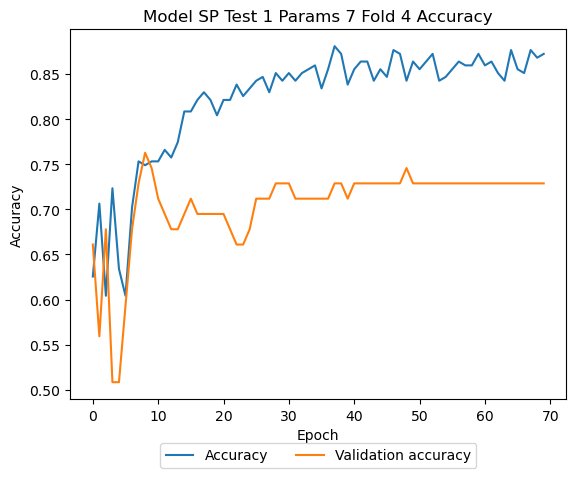 Model SP Test 1 Params 7 Fold 4 Accuracy
0.85
0.80
0.75
0.70
0.65
0.60
0.55
0.50
Accuracy
0 10 20 30 40 50 60 70
Epoch
Accuracy Validation accuracy